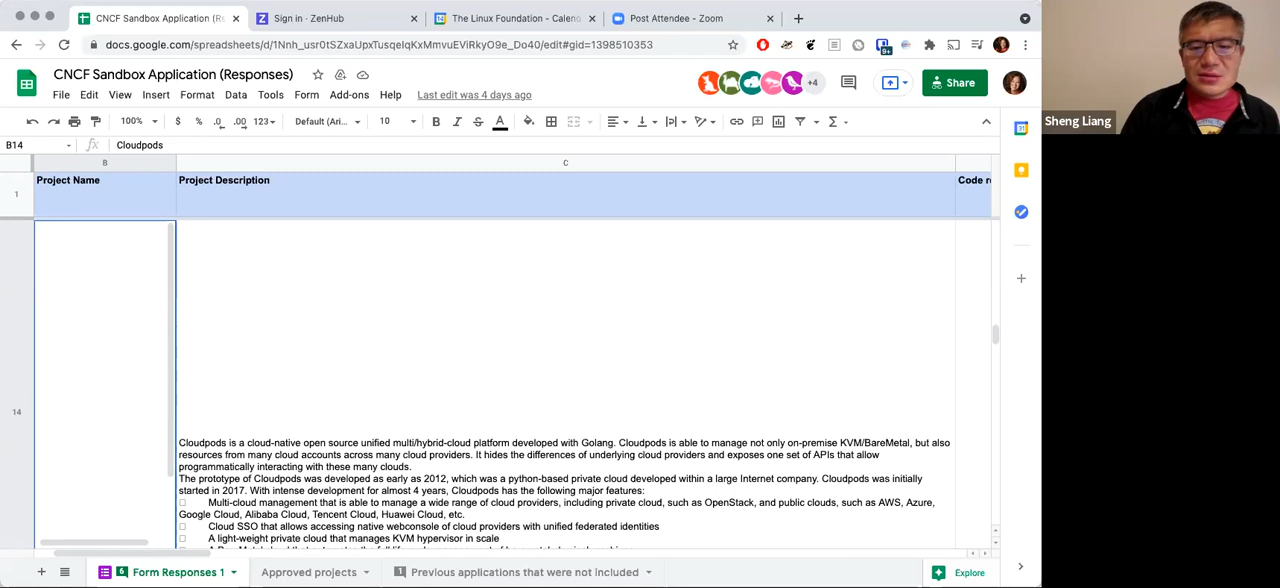 CNCF Sandbox Application (Re
Sign in · ZenHub
The Linux Foundation - Calend
Post Attendee - Zoom
docs.google.com/spreadsheets/d/1Nnh_usr0tSZxaUpxTusqeIqKxMmvuEViRkyO9e_Do40/edit#gid=1398510353
9+
CNCF Sandbox Application (Responses)
File Edit View Insert Format Data Tools Form Add-ons Help Last edit was 4 days ago
+4
Share
Sheng Liang
100% $ % .0 .00 123 Default (Ari... 10 B I S A
B14 fx Cloudpods
B C
1 Project Name Project Description Code re
14
Cloudpods is a cloud-native open source unified multi/hybrid-cloud platform developed with Golang. Cloudpods is able to manage not only on-premise KVM/BareMetal, but also
resources from many cloud accounts across many cloud providers. It hides the differences of underlying cloud providers and exposes one set of APIs that allow
programmatically interacting with these many clouds.
The prototype of Cloudpods was developed as early as 2012, which was a python-based private cloud developed within a large Internet company. Cloudpods was initially
started in 2017. With intense development for almost 4 years, Cloudpods has the following major features:
Multi-cloud management that is able to manage a wide range of cloud providers, including private cloud, such as OpenStack, and public clouds, such as AWS, Azure,
Google Cloud, Alibaba Cloud, Tencent Cloud, Huawei Cloud, etc.
Cloud SSO that allows accessing native webconsole of cloud providers with unified federated identities
A light-weight private cloud that manages KVM hypervisor in scale
6 Form Responses 1 Approved projects 1 Previous applications that were not included Explore